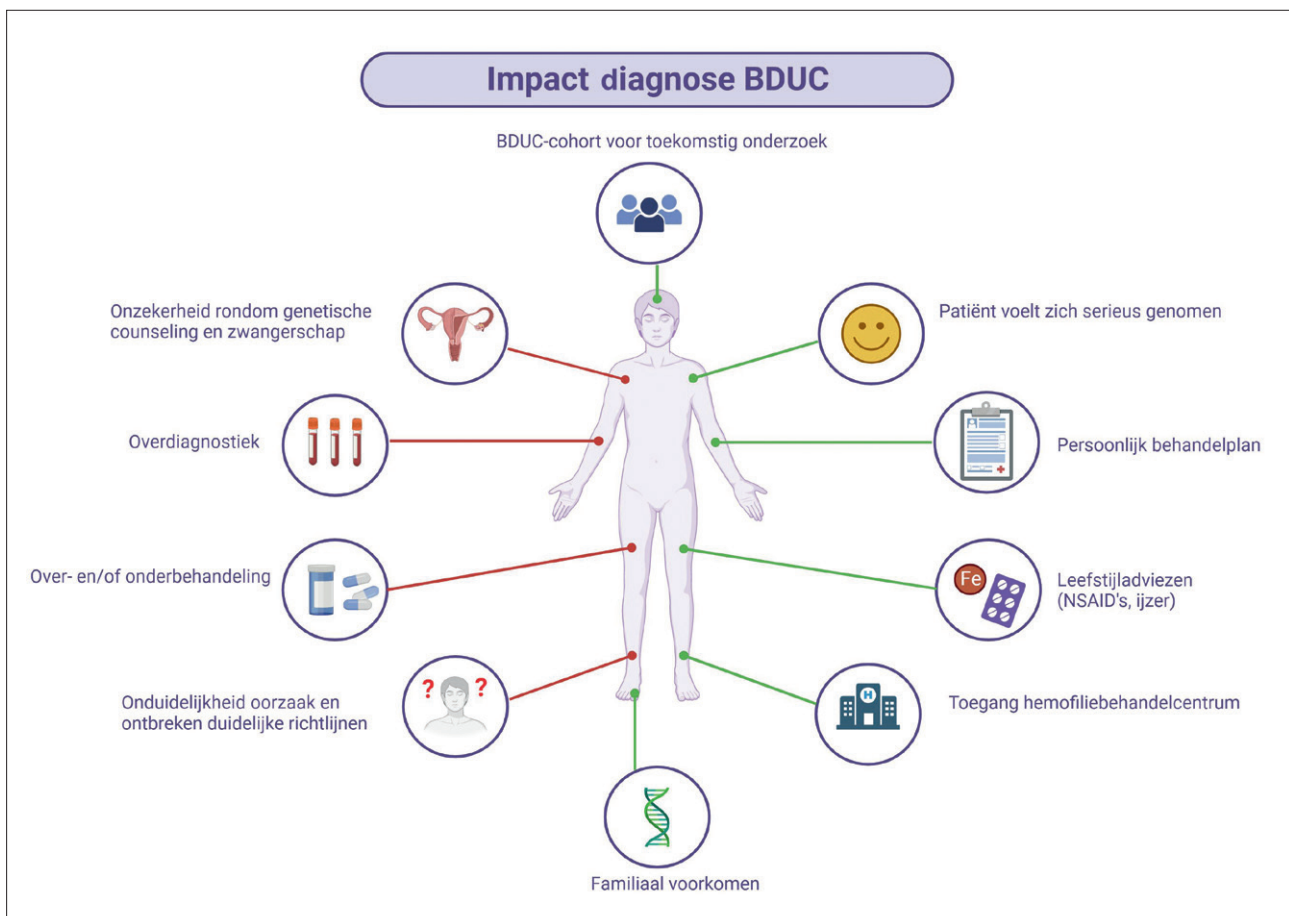 Impact diagnose BDUC
BDUC-cohort voor toekomstig onderzoek
Onzekerheid rondom genetische
counseling en zwangerschap
Patiënt voelt zich serieus genomen
Overdiagnostiek
Persoonlijk behandelplan
Over- en/of onderbehandeling
Fe
Leefstijladviezen
(NSAID's, ijzer)
Onduidelijkheid oorzaak en
ontbreken duidelijke richtlijnen
? ?
H
Toegang hemofiliebehandelcentrum
Familiaal voorkomen